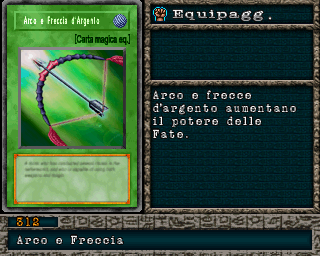 Arco e Freccia d'Argento
[Carta magica eq.]
Equipagg.
Arco e frecce
d'argento aumentano
il potere delle
Fate.
312
Arco e Freccia